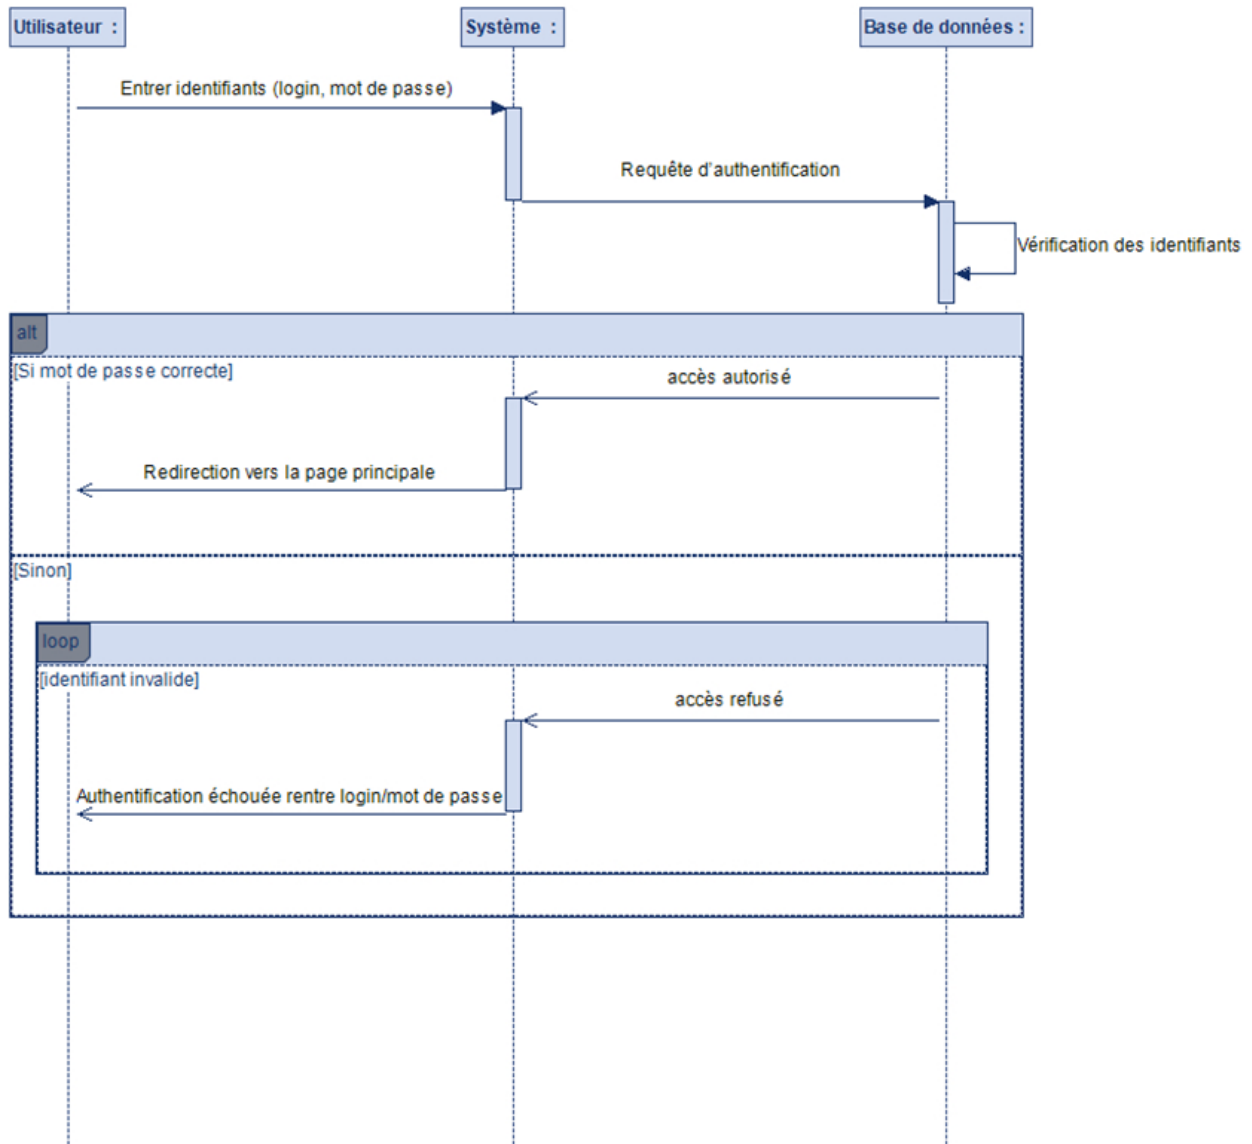 Utilisateur :
Système :
Base de données :
Entrer identifiants (login, mot de passe)
Requête d'authentification
Vérification des identifiants
alt
[Si mot de passe correcte]
accès autorisé
Redirection vers la page principale
[Sinon]
loop
[identifiant invalide]
accès refusé
Authentification échouée rentre login/mot de passe